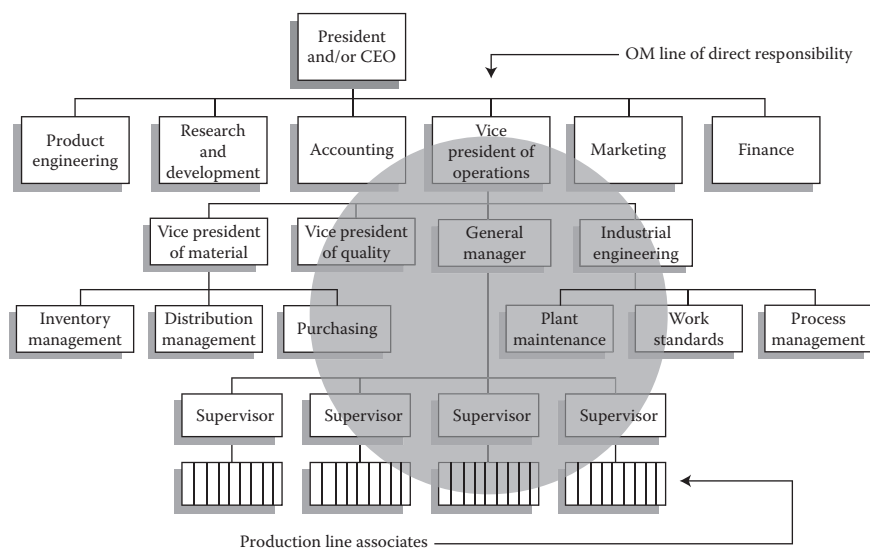 President
and/or CEO
OM line of direct responsibility
Product
engineering
Research
and
development
Accounting
Vice
president of
operations
Marketing
Finance
Vice president
of material
Vice president
of quality
General
manager
Industrial
engineering
Inventory
management
Distribution
management
Purchasing
Plant
maintenance
Work
standards
Process
management
Supervisor
Supervisor
Supervisor
Supervisor
Production line associates